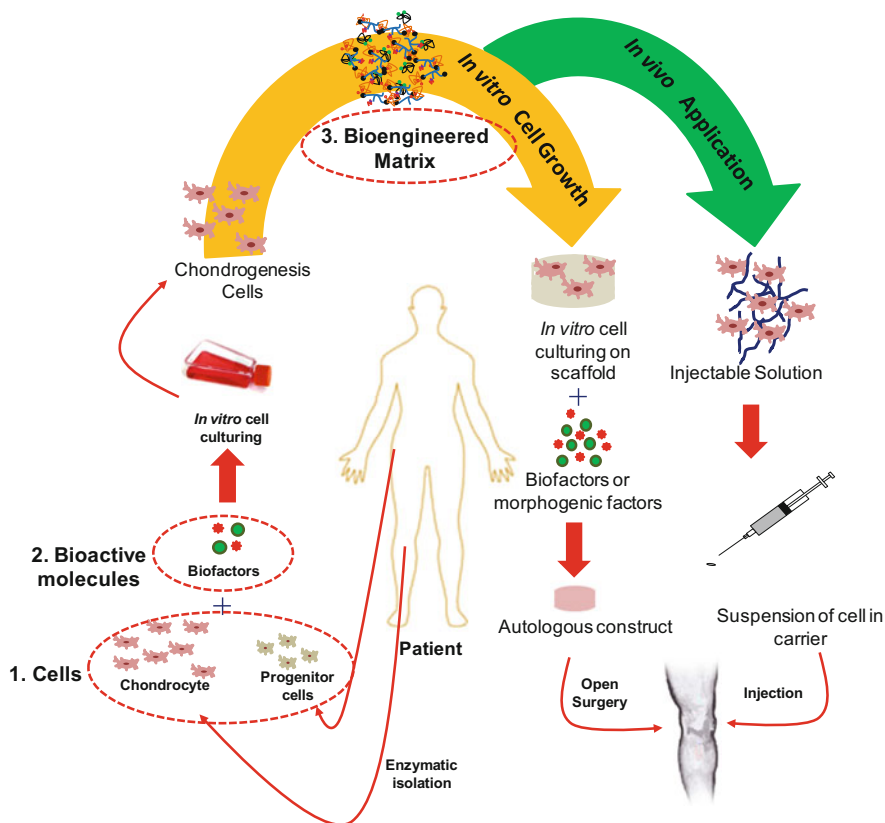 In vitro Cell Growth
In vivo Application
3. Bioengineered
Matrix
Chondrogenesis
Cells
In vitro cell
culturing on
scaffold
+
Injectable Solution
In vitro cell
culturing
Biofactors or
morphogenic factors
2. Bioactive
molecules
Biofactors
+
Autologous construct
Suspension of cell in
carrier
Patient
1. Cells
Chondrocyte
Progenitor
cells
Open
Surgery
Injection
Enzymatic
isolation